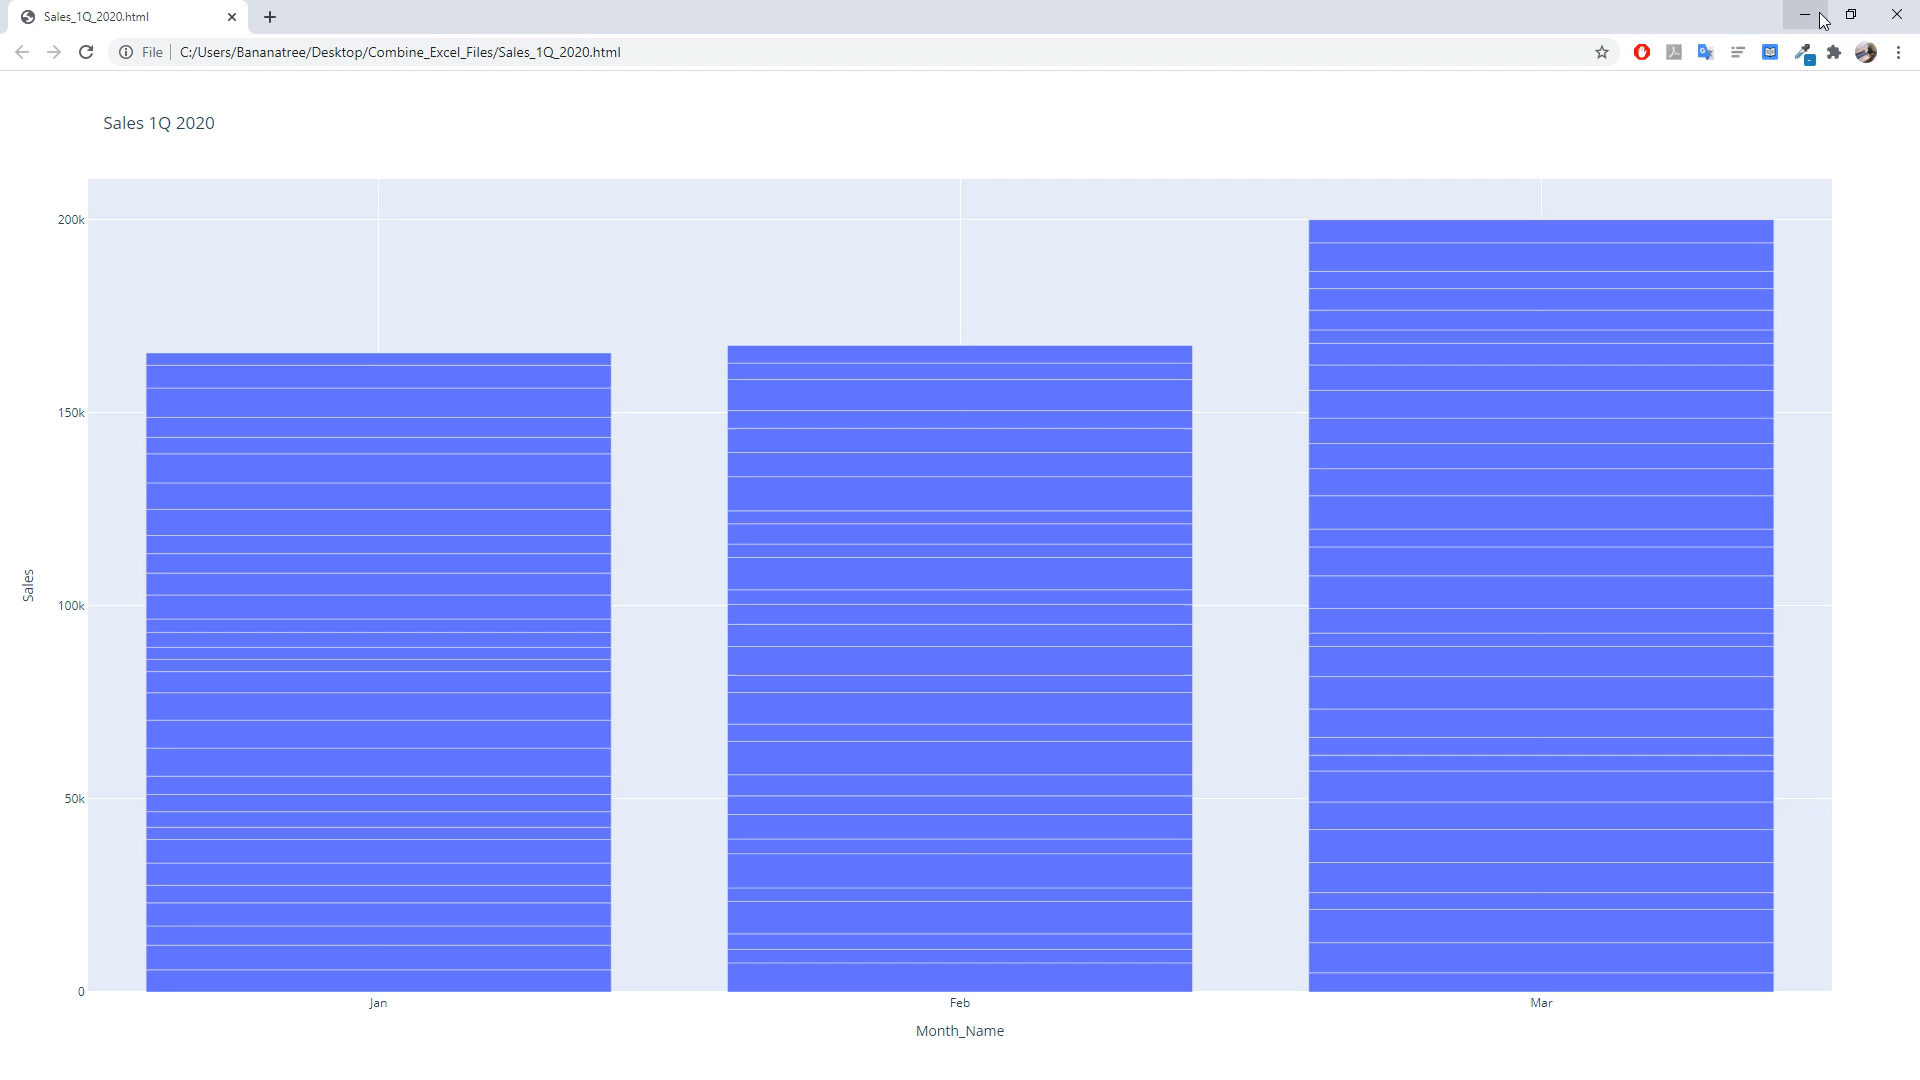 Sales_1Q_2020.html
File
C:/Users/Bananatree/Desktop/Combine_Excel_Files/Sales_1Q_2020.html
Sales 1Q 2020
200k
150k
100k
50k
0
Sales
Jan
Feb
Mar
Month_Name